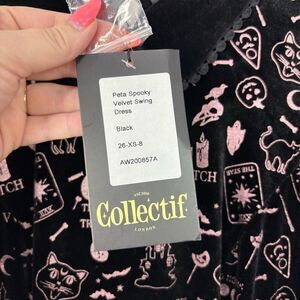 Peta Spooky
Velvet Swing
Dress
Black
26-XS-8
AW200857A
Collectif
LONDON